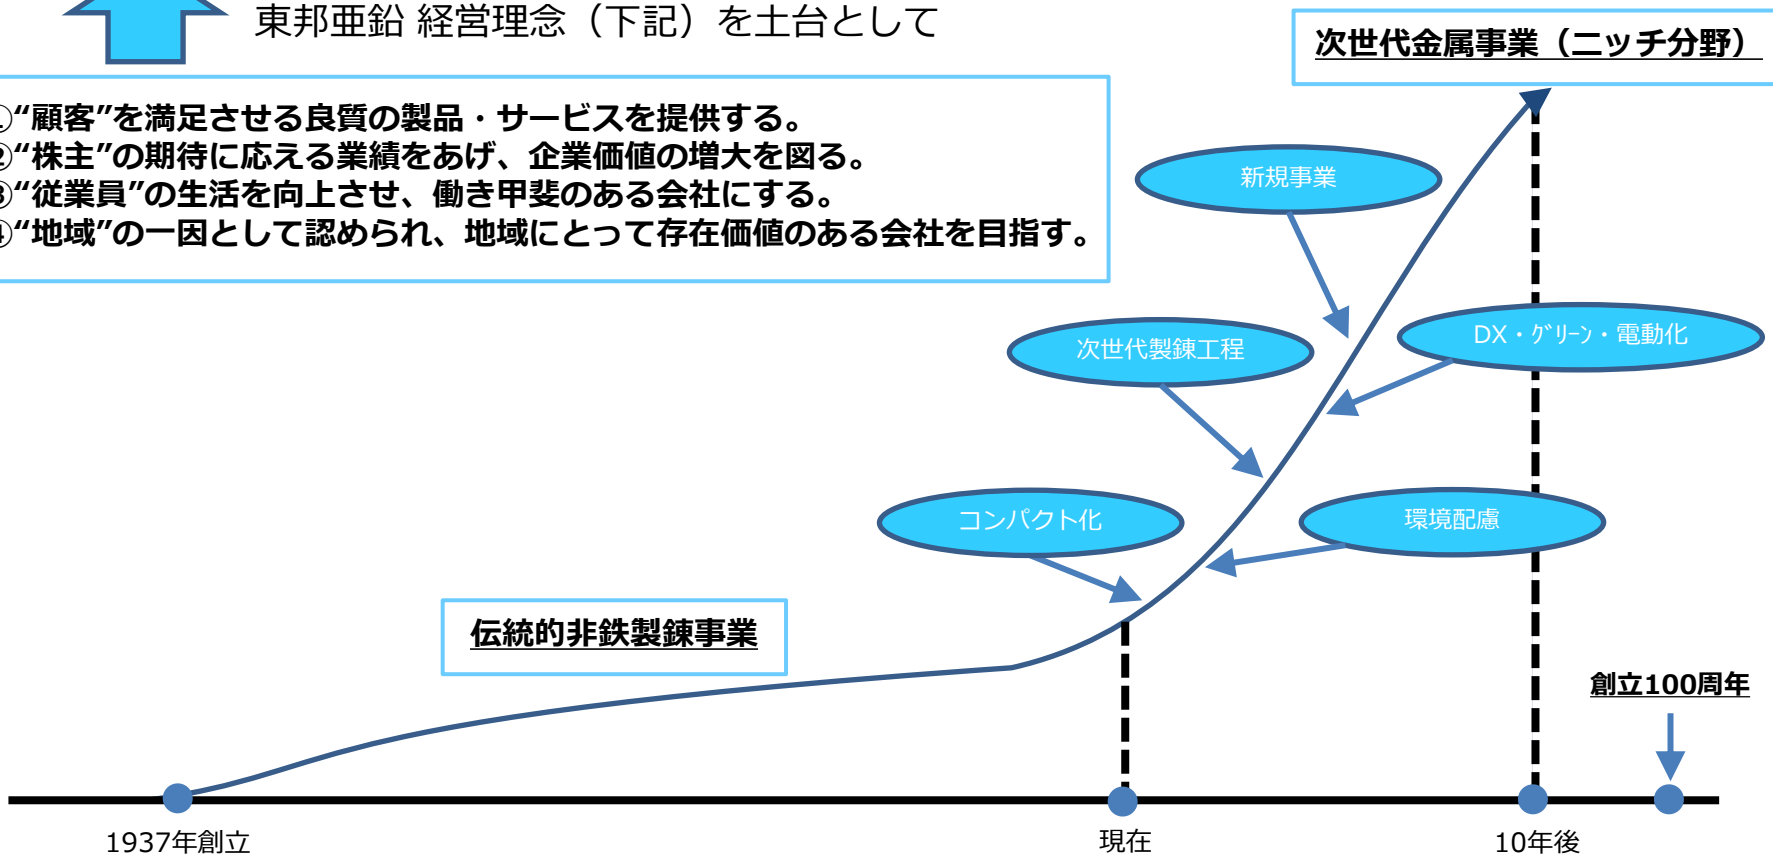 東邦亜鉛 経営理念（下記）を土台として
次世代金属事業（ニッチ分野）
①“顧客”を満足させる良質の製品・サービスを提供する。
②“株主”の期待に応える業績をあげ、企業価値の増大を図る。
③“従業員”の生活を向上させ、働き甲斐のある会社にする。
④“地域”の一因として認められ、地域にとって存在価値のある会社を目指す。
新規事業
次世代製錬工程
DX・ｸﾞﾘｰﾝ・電動化
コンパクト化
環境配慮
伝統的非鉄製錬事業
創立100周年
1937年創立
現在
10年後